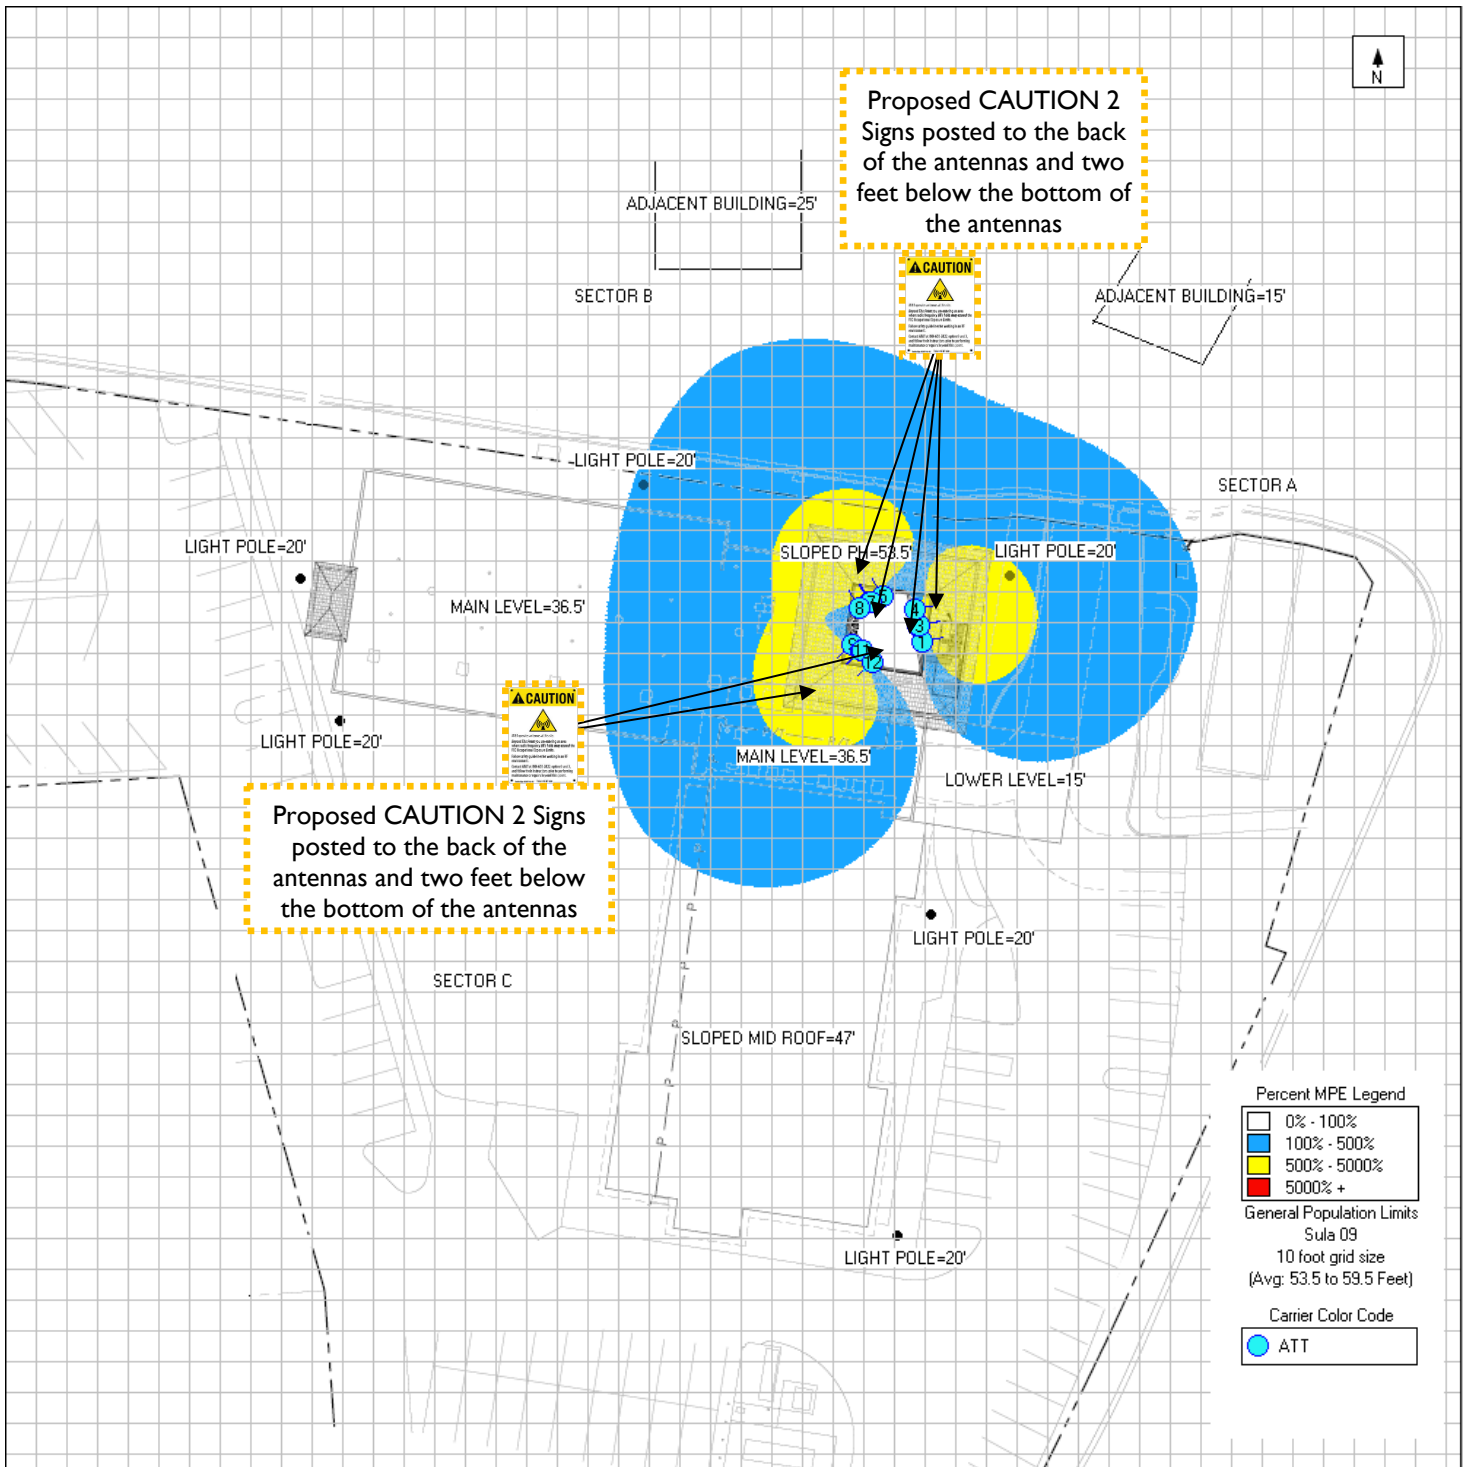 N
Proposed CAUTION 2
Signs posted to the back
of the antennas and two
feet below the bottom of
the antennas
ADJACENT BUILDING=25'
CAUTION
SECTOR B
ADJACENT BUILDING=15'
LIGHT POLE=20'
SECTOR A
LIGHT POLE=20'
SLOPED PH=53.5'
LIGHT POLE=20'
MAIN LEVEL=36.5'
8
7
4
3
1
9
11
12
CAUTION
LIGHT POLE=20'
MAIN LEVEL=36.5'
LOWER LEVEL=15'
Proposed CAUTION 2 Signs
posted to the back of the
antennas and two feet below
the bottom of the antennas
P
LIGHT POLE=20'
SECTOR C
P
P
SLOPED MID ROOF=47'
P
P
LIGHT POLE=20'
Percent MPE Legend
0% - 100%
100% - 500%
500% - 5000%
5000% +
General Population Limits
Sula 09
10 foot grid size
(Avg: 53.5 to 59.5 Feet)
Carrier Color Code
ATT